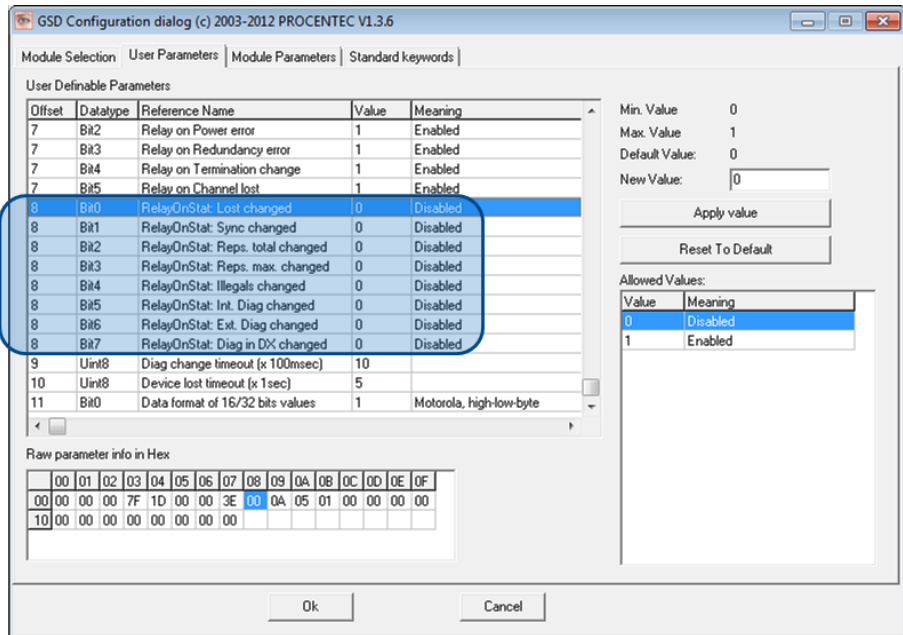 GSD Configuration dialog (c) 2003-2012 PROCENTEC V1.3.6
Module Selection User Parameters Module Parameters Standard keywords
User Definable Parameters
Offset Datatype Reference Name Value Meaning
7 Bit2 Relay on Power error 1 Enabled
7 Bit3 Relay on Redundancy error 1 Enabled
7 Bit4 Relay on Termination change 1 Enabled
7 Bit5 Relay on Channel lost 1 Enabled
8 Bit0 RelayOnStat: Lost changed 0 Disabled
8 Bit1 RelayOnStat: Sync changed 0 Disabled
8 Bit2 RelayOnStat: Reps. total changed 0 Disabled
8 Bit3 RelayOnStat: Reps. max. changed 0 Disabled
8 Bit4 RelayOnStat: Illegals changed 0 Disabled
8 Bit5 RelayOnStat: Int. Diag changed 0 Disabled
8 Bit6 RelayOnStat: Ext. Diag changed 0 Disabled
8 Bit7 RelayOnStat: Diag in DX changed 0 Disabled
9 Uint8 Diag change timeout (x 100msec) 10
10 Uint8 Device lost timeout (x 1sec) 5
11 Bit0 Data format of 16/32 bits values 1 Motorola, high-low-byte
Min. Value 0
Max. Value 1
Default Value: 0
New Value: 0
Apply value
Reset To Default
Allowed Values:
Value Meaning
0 Disabled
1 Enabled
Raw parameter info in Hex
00 01 02 03 04 05 06 07 08 09 0A 0B 0C 0D 0E 0F
00 00 00 00 7F 1D 00 00 3E 00 0A 05 01 00 00 00 00
10 00 00 00 00 00 00 00 00
Ok Cancel